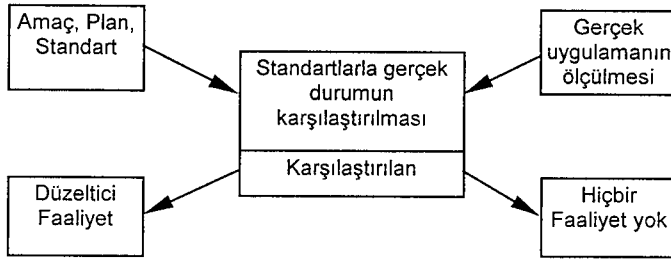 Amaç, Plan,
Standart
Gerçek
uygulamanın
ölçülmesi
Standartlarla gerçek
durumun
karşılaştırılması
Karşılaştırılan
Düzeltici
Faaliyet
Hiçbir
Faaliyet yok